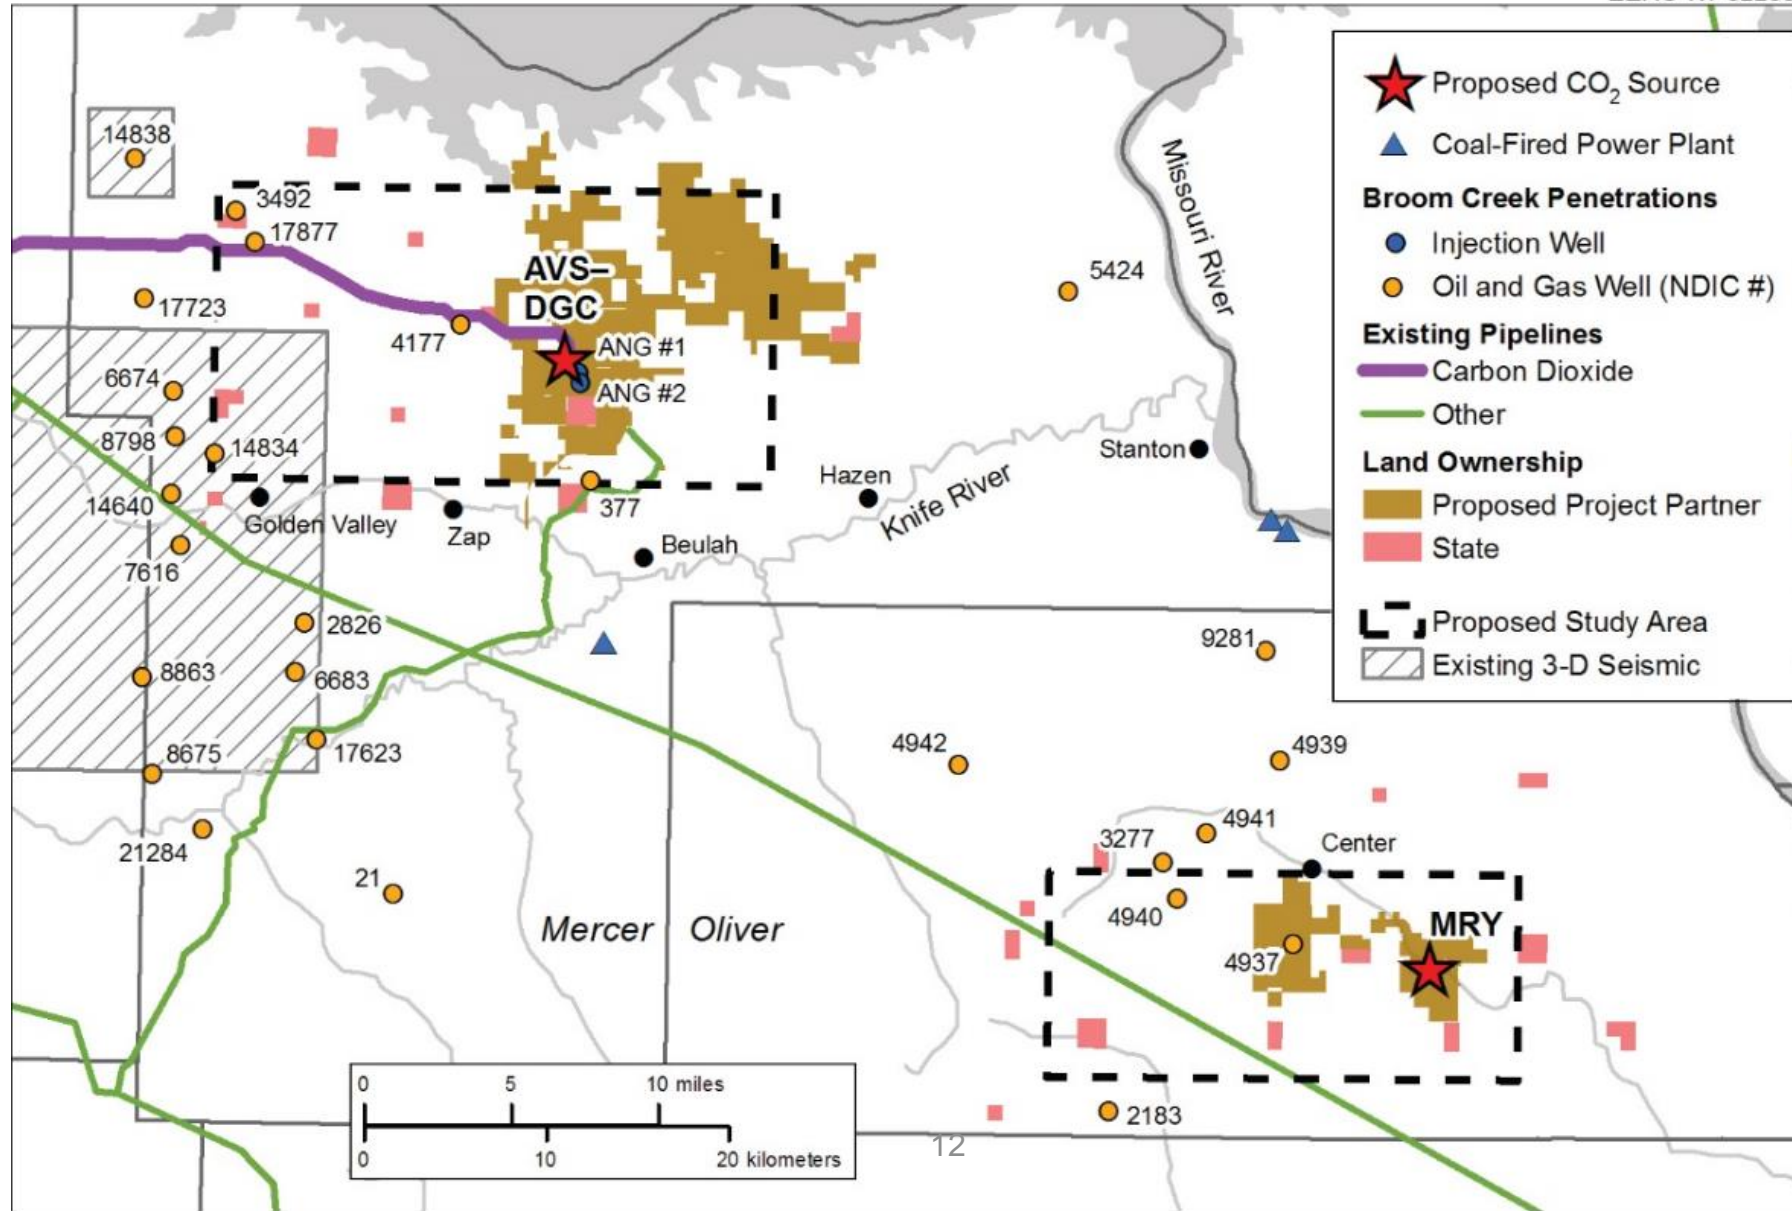 Proposed CO2 Source
Coal-Fired Power Plant
Broom Creek Penetrations
Injection Well
Oil and Gas Well (NDIC #)
Existing Pipelines
Carbon Dioxide
Other
Land Ownership
Proposed Project Partner
State
Proposed Study Area
Existing 3-D Seismic
14838
3492
17877
17723
4177
AVS–
DGC
ANG #1
ANG #2
5424
Missouri River
6674
8798
14834
14640
Golden Valley
Zap
377
Hazen
Knife River
Stanton
Beulah
7616
2826
8863
6683
8675
17623
21284
21
Mercer
Oliver
9281
4942
4939
4941
3277
Center
4940
4937
MRY
2183
0
5
10 miles
0
10
20 kilometers
12